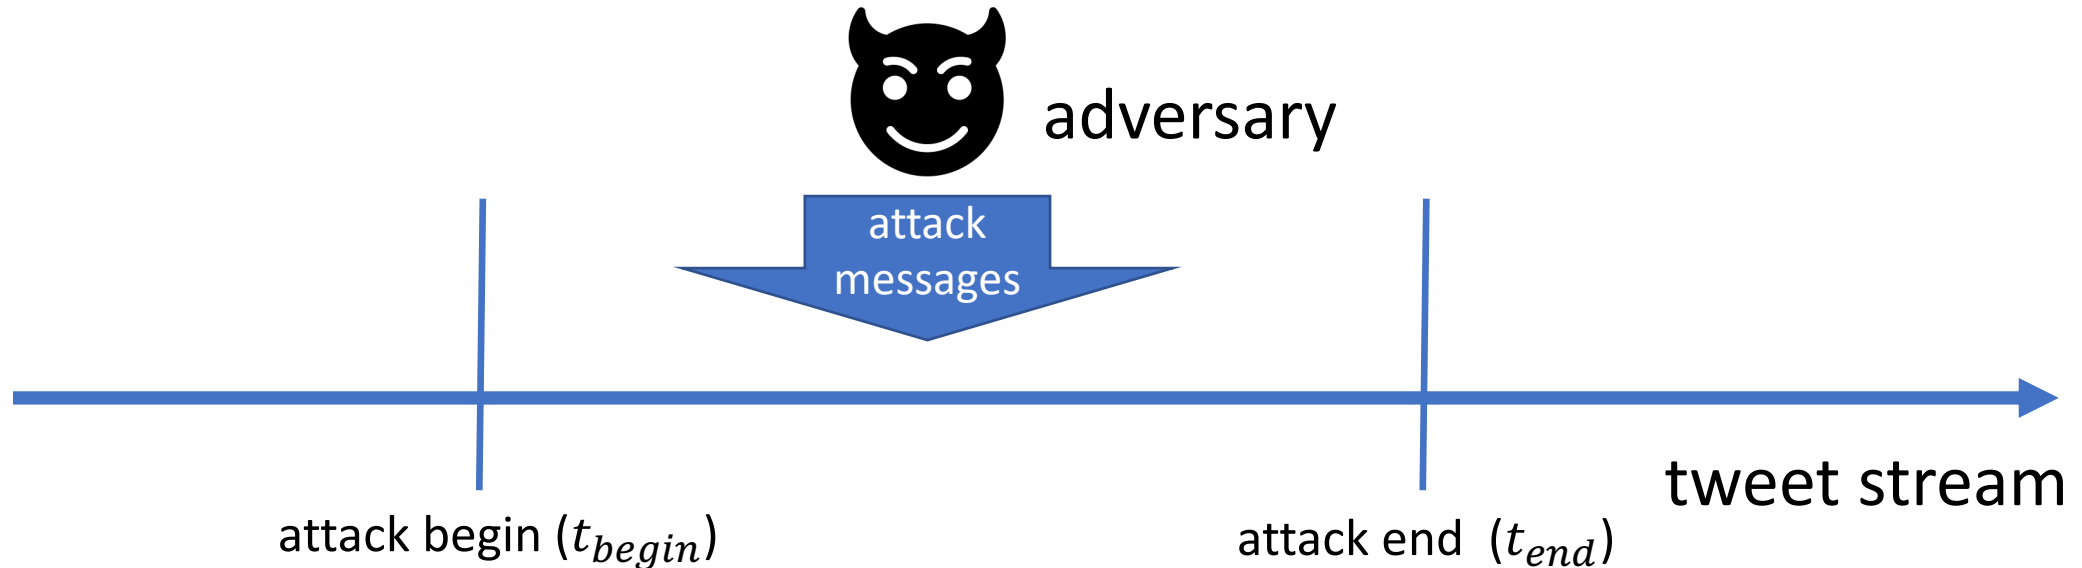 adversary
attack
messages
tweet stream
attack begin (t_begin)
attack end (t_end)